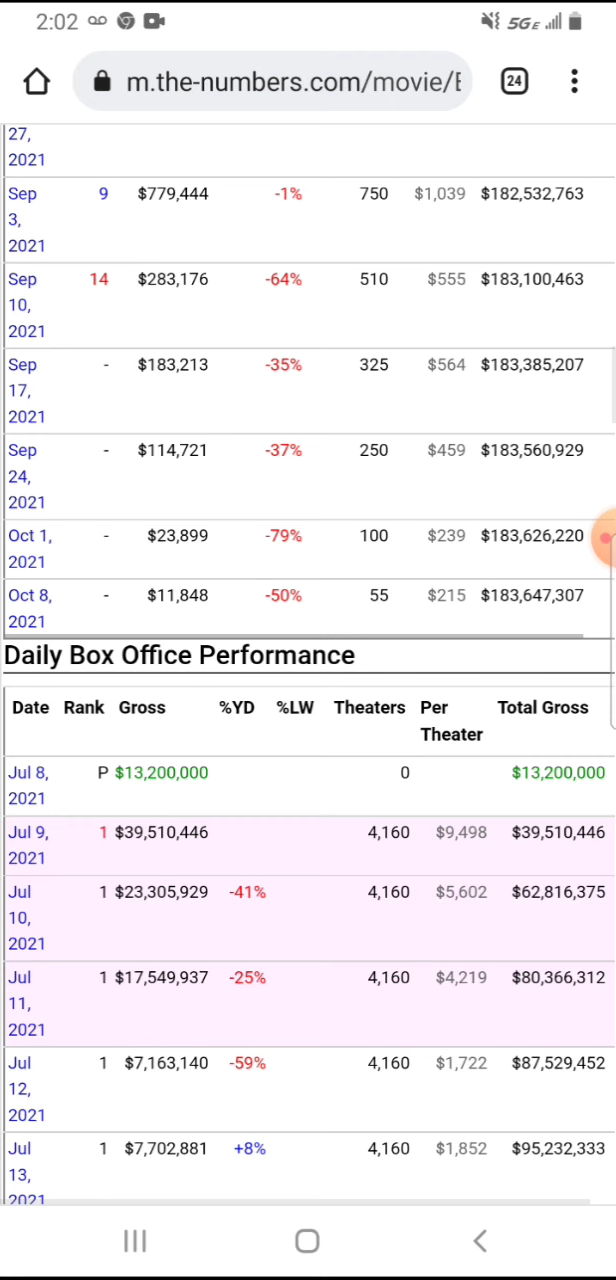 2:02 5GE
m.the-numbers.com/movie/B 24
27,
2021
Sep 9 $779,444 -1% 750 $1,039 $182,532,763
3,
2021
Sep 14 $283,176 -64% 510 $555 $183,100,463
10,
2021
Sep - $183,213 -35% 325 $564 $183,385,207
17,
2021
Sep - $114,721 -37% 250 $459 $183,560,929
24,
2021
Oct 1, - $23,899 -79% 100 $239 $183,626,220
2021
Oct 8, - $11,848 -50% 55 $215 $183,647,307
2021
Daily Box Office Performance
Date Rank Gross %YD %LW Theaters Per Total Gross
Theater
Jul 8, P $13,200,000 0 $13,200,000
2021
Jul 9, 1 $39,510,446 4,160 $9,498 $39,510,446
2021
Jul 1 $23,305,929 -41% 4,160 $5,602 $62,816,375
10,
2021
Jul 1 $17,549,937 -25% 4,160 $4,219 $80,366,312
11,
2021
Jul 1 $7,163,140 -59% 4,160 $1,722 $87,529,452
12,
2021
Jul 1 $7,702,881 +8% 4,160 $1,852 $95,232,333
13,
2021